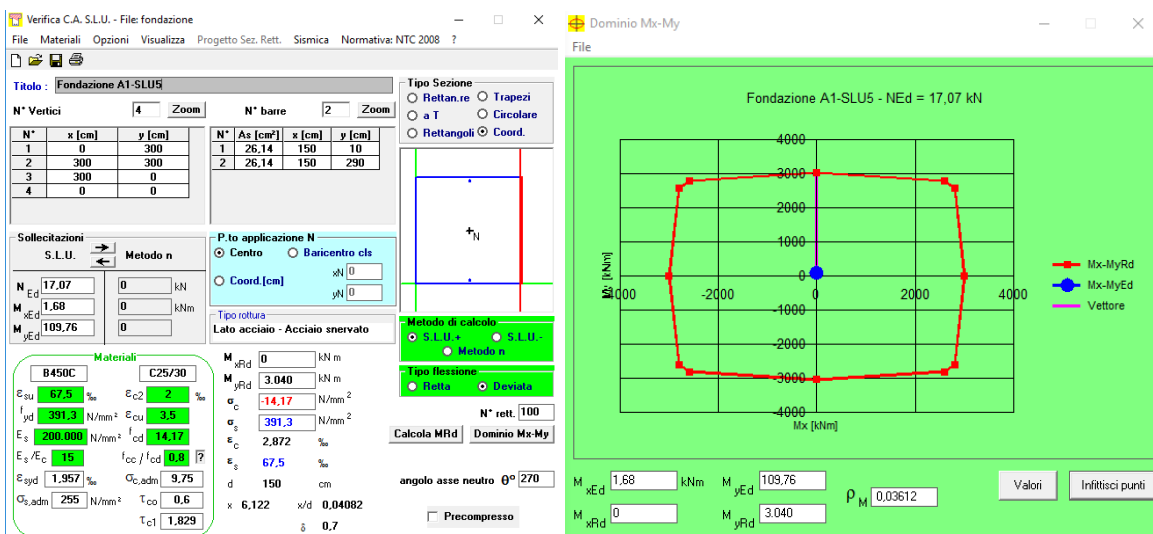 Verifica C.A. S.L.U. - File: fondazione
File Materiali Opzioni Visualizza Progetto Sez. Rett. Sismica Normativa: NTC 2008 ?
Titolo : Fondazione A1-SLU5
N° Vertici 4 Zoom N° barre 2 Zoom
N° x [cm] y [cm]
1 0 300
2 300 300
3 300 0
4 0 0
N° As [cm²] x [cm] y [cm]
1 26,14 150 10
2 26,14 150 290
Tipo Sezione
Rettan.re Trapezi
a T Circolare
Rettangoli Coord.
N
Sollecitazioni
S.L.U. Metodo n
N Ed 17,07 0 kN
M xEd 1,68 0 kNm
M yEd 109,76 0
P.to applicazione N
Centro Baricentro cls
Coord.[cm] xN 0
yN 0
Tipo rottura
Lato acciaio - Acciaio snervato
Metodo di calcolo
S.L.U.+ S.L.U.-
Metodo n
Tipo flessione
Retta Deviata
Materiali
B450C C25/30
εsu 67,5 ‰ εc2 2 ‰
fyd 391,3 N/mm² εcu 3,5
Es 200.000 N/mm² fcd 14,17
Es/Ec 15 fcc / fcd 0,8 ?
εsyd 1,957 ‰ σc,adm 9,75
σs,adm 255 N/mm² τco 0,6
τc1 1,829
M xRd 0 kN m
M yRd 3.040 kN m
σc -14,17 N/mm²
σs 391,3 N/mm²
εc 2,872 ‰
εs 67,5 ‰
d 150 cm
x 6,122 x/d 0,04082
δ 0,7
N° rett. 100
Calcola MRd Dominio Mx-My
angolo asse neutro θ° 270
Precompresso
Dominio Mx-My
File
Fondazione A1-SLU5 - NEd = 17,07 kN
4000
3000
2000
1000
0
-1000
-2000
-3000
-4000
-2000 0 2000 4000
Mx [kNm]
Mx-MyRd
Mx-MyEd
Vettore
M xEd 1,68 kNm M yEd 109,76
M xRd 0 M yRd 3.040
ρM 0,03612
Valori Infittisci punti